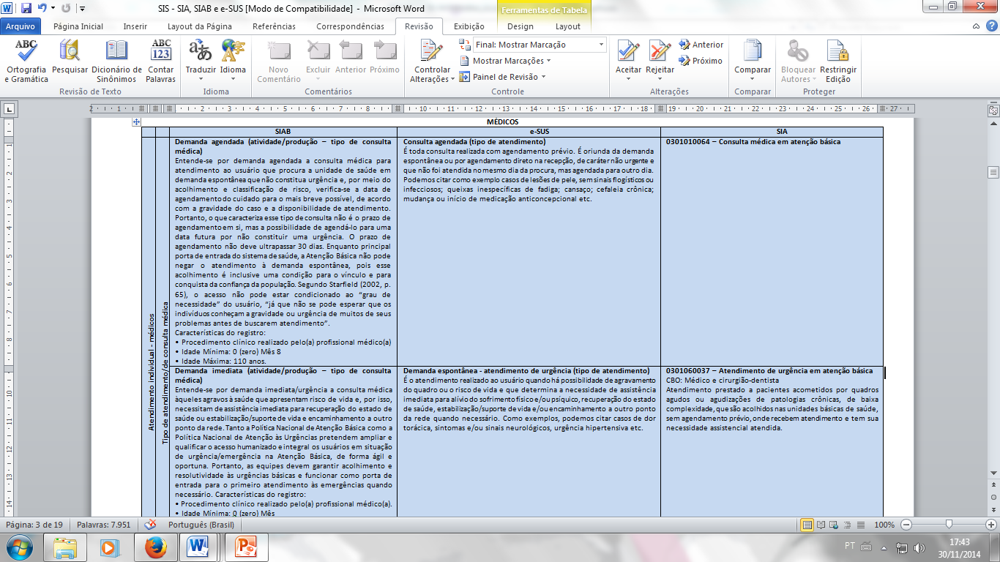 SIS - SIA, SIAB e e-SUS [Modo de Compatibilidade] - Microsoft Word
Ferramentas de Tabela
Arquivo Página Inicial Inserir Layout da Página Referências Correspondências Revisão Exibição Design Layout
ABC
Ortografia e Gramática
Pesquisar
Dicionário de Sinônimos
ABC 123
Contar Palavras
Revisão de Texto
Traduzir
Idioma
Idioma
Novo Comentário
Excluir
Anterior
Próximo
Comentários
Controlar Alterações
Final: Mostrar Marcação
Mostrar Marcações
Painel de Revisão
Controle
Aceitar
Rejeitar
Anterior
Próximo
Alterações
Comparar
Comparar
Bloquear Autores
Restringir Edição
Proteger
MÉDICOS
SIAB
e-SUS
SIA
Atendimento individual - médicos
Tipo de atendimento/de consulta médica
Demanda agendada (atividade/produção – tipo de consulta
médica)
Entende-se por demanda agendada a consulta médica para
atendimento ao usuário que procura a unidade de saúde em
demanda espontânea que não constitua urgência e, por meio do
acolhimento e classificação de risco, verifica-se a data de
agendamento do cuidado para o mais breve possível, de acordo
com a gravidade do caso e a disponibilidade de atendimento.
Portanto, o que caracteriza esse tipo de consulta não é o prazo de
agendamento em si, mas a possibilidade de agendá-lo para uma
data futura por não constituir uma urgência. O prazo de
agendamento não deve ultrapassar 30 dias. Enquanto principal
porta de entrada do sistema de saúde, a Atenção Básica não pode
negar o atendimento à demanda espontânea, pois esse
acolhimento é inclusive uma condição para o vínculo e para
conquista da confiança da população. Segundo Starfield (2002, p.
65), o acesso não pode estar condicionado ao “grau de
necessidade” do usuário, “já que não se pode esperar que os
indivíduos conheçam a gravidade ou urgência de muitos de seus
problemas antes de buscarem atendimento”.
Características do registro:
• Procedimento clínico realizado pelo(a) profissional médico(a)
• Idade Mínima: 0 (zero) Mês 8
• Idade Máxima: 110 anos.
Consulta agendada (tipo de atendimento)
É toda consulta realizada com agendamento prévio. É oriunda da demanda
espontânea ou por agendamento direto na recepção, de caráter não urgente e
que não foi atendida no mesmo dia da procura, mas agendada para outro dia.
Podemos citar como exemplo casos de lesões de pele, sem sinais flogísticos ou
infecciosos; queixas inespecíficas de fadiga; cansaço; cefaleia crônica;
mudança ou início de medicação anticoncepcional etc.
0301010064 – Consulta médica em atenção básica
Demanda imediata (atividade/produção – tipo de consulta
médica)
Entende-se por demanda imediata/urgência a consulta médica
àqueles agravos à saúde que apresentam risco de vida e, por isso,
necessitam de assistência imediata para recuperação do estado de
saúde ou estabilização/suporte de vida e encaminhamento a outro
ponto da rede. Tanto a Política Nacional de Atenção Básica como a
Política Nacional de Atenção às Urgências pretendem ampliar e
qualificar o acesso humanizado e integral os usuários em situação
de urgência/emergência na Atenção Básica, de forma ágil e
oportuna. Portanto, as equipes devem garantir acolhimento e
resolutividade às urgências básicas e funcionar como porta de
entrada para o primeiro atendimento às emergências quando
necessário. Características do registro:
• Procedimento clínico realizado pelo(a) profissional médico(a).
• Idade Mínima: 0 (zero) Mês
Demanda espontânea - atendimento de urgência (tipo de atendimento)
É o atendimento realizado ao usuário quando há possibilidade de agravamento
do quadro ou o risco de vida e que determina a necessidade de assistência
imediata para alívio do sofrimento físico e/ou psíquico, recuperação do estado
de saúde, estabilização/suporte de vida e/ou encaminhamento a outro ponto
da rede quando necessário. Como exemplos, podemos citar casos de dor
torácica, sintomas e/ou sinais neurológicos, urgência hipertensiva etc.
0301060037 – Atendimento de urgência em atenção básica
CBO: Médico e cirurgião-dentista
Atendimento prestado a pacientes acometidos por quadros
agudos ou agudizações de patologias crônicas, de baixa
complexidade, que são acolhidos nas unidades básicas de saúde,
sem agendamento prévio, onde recebem atendimento e tem sua
necessidade assistencial atendida.
Página: 3 de 19 Palavras: 7.951 Português (Brasil) 100%
PT
17:43
30/11/2014